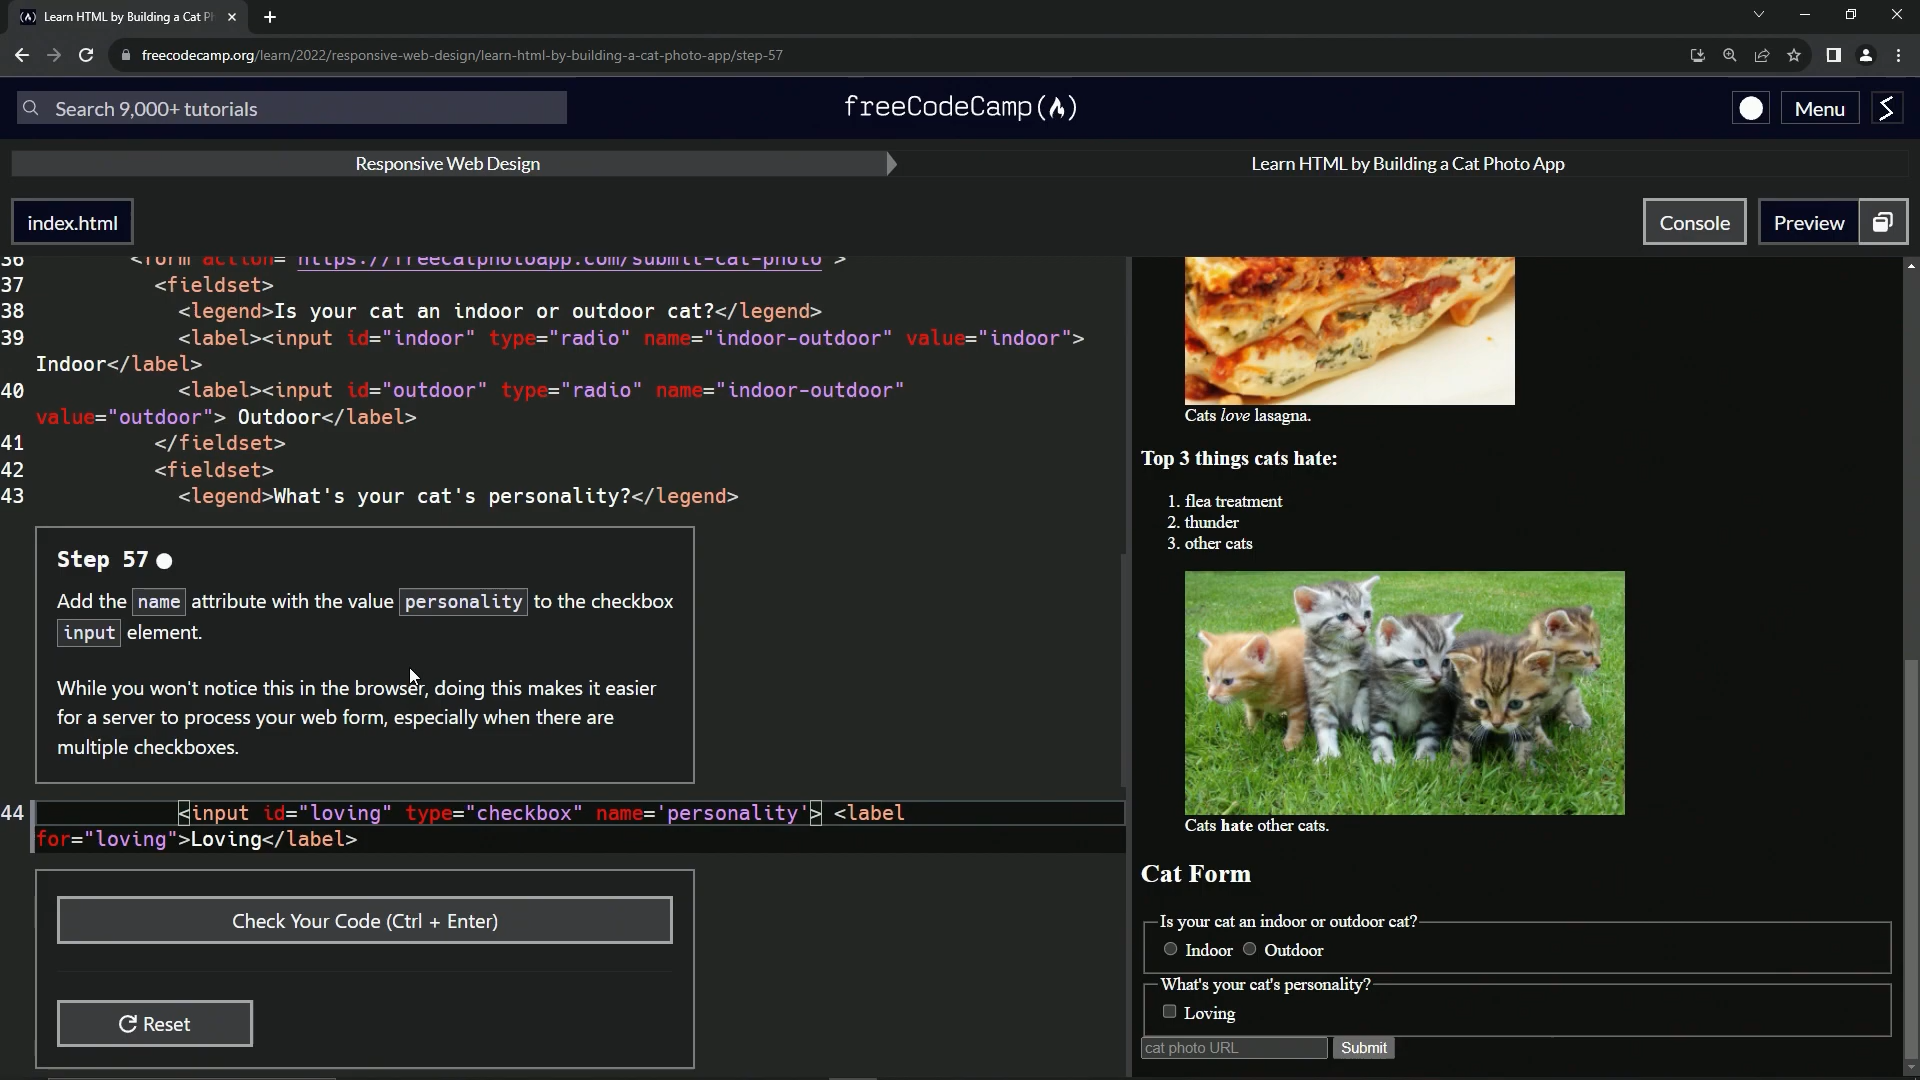 Learn HTML by Building a Cat P
freecodecamp.org/learn/2022/responsive-web-design/learn-html-by-building-a-cat-photo-app/step-57
Search 9,000+ tutorials
freeCodeCamp(🔥)
Menu
Responsive Web Design
Learn HTML by Building a Cat Photo App
index.html
Console
Preview
36 <form action="https://freecatphotoapp.com/submit-cat-photo">
37 <fieldset>
38 <legend>Is your cat an indoor or outdoor cat?</legend>
39 <label><input id="indoor" type="radio" name="indoor-outdoor" value="indoor">
Indoor</label>
40 <label><input id="outdoor" type="radio" name="indoor-outdoor"
value="outdoor"> Outdoor</label>
41 </fieldset>
42 <fieldset>
43 <legend>What's your cat's personality?</legend>
Step 57
Add the name attribute with the value personality to the checkbox
input element.
While you won't notice this in the browser, doing this makes it easier
for a server to process your web form, especially when there are
multiple checkboxes.
44 <input id="loving" type="checkbox" name='personality'> <label
for="loving">Loving</label>
Check Your Code (Ctrl + Enter)
Reset
Cats love lasagna.
Top 3 things cats hate:
1. flea treatment
2. thunder
3. other cats
Cats hate other cats.
Cat Form
Is your cat an indoor or outdoor cat?
Indoor Outdoor
What's your cat's personality?
Loving
cat photo URL Submit